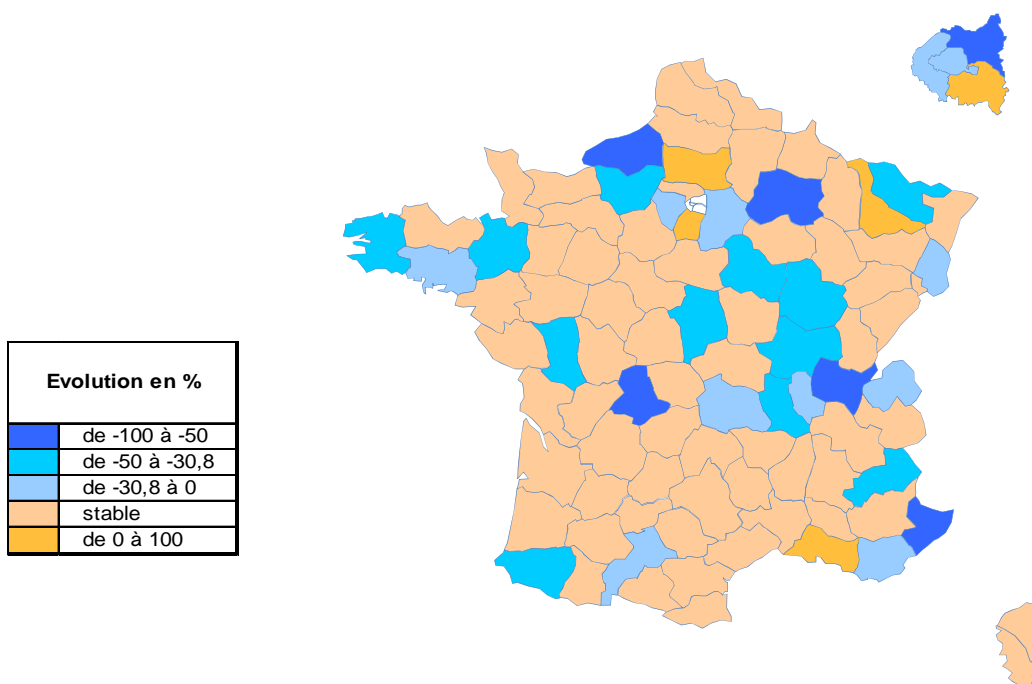 Evolution en %
de -100 à -50
de -50 à -30,8
de -30,8 à 0
stable
de 0 à 100